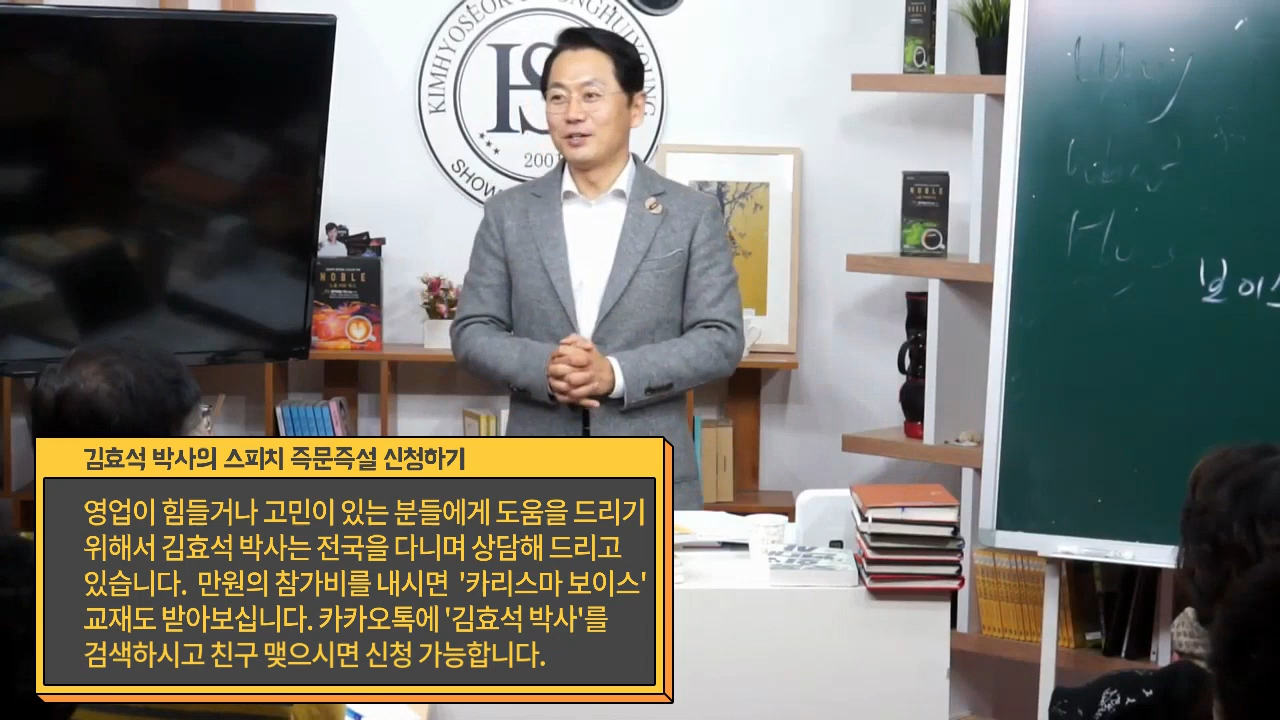 KIMHYOSEOK
2001
SHOW
NOBLE
NOBLE
Why
보이스
김효석 박사의 스피치 즉문즉설 신청하기
영업이 힘들거나 고민이 있는 분들에게 도움을 드리기
위해서 김효석 박사는 전국을 다니며 상담해 드리고
있습니다. 만원의 참가비를 내시면 '카리스마 보이스'
교재도 받아보십니다. 카카오톡에 '김효석 박사'를
검색하시고 친구 맺으시면 신청 가능합니다.